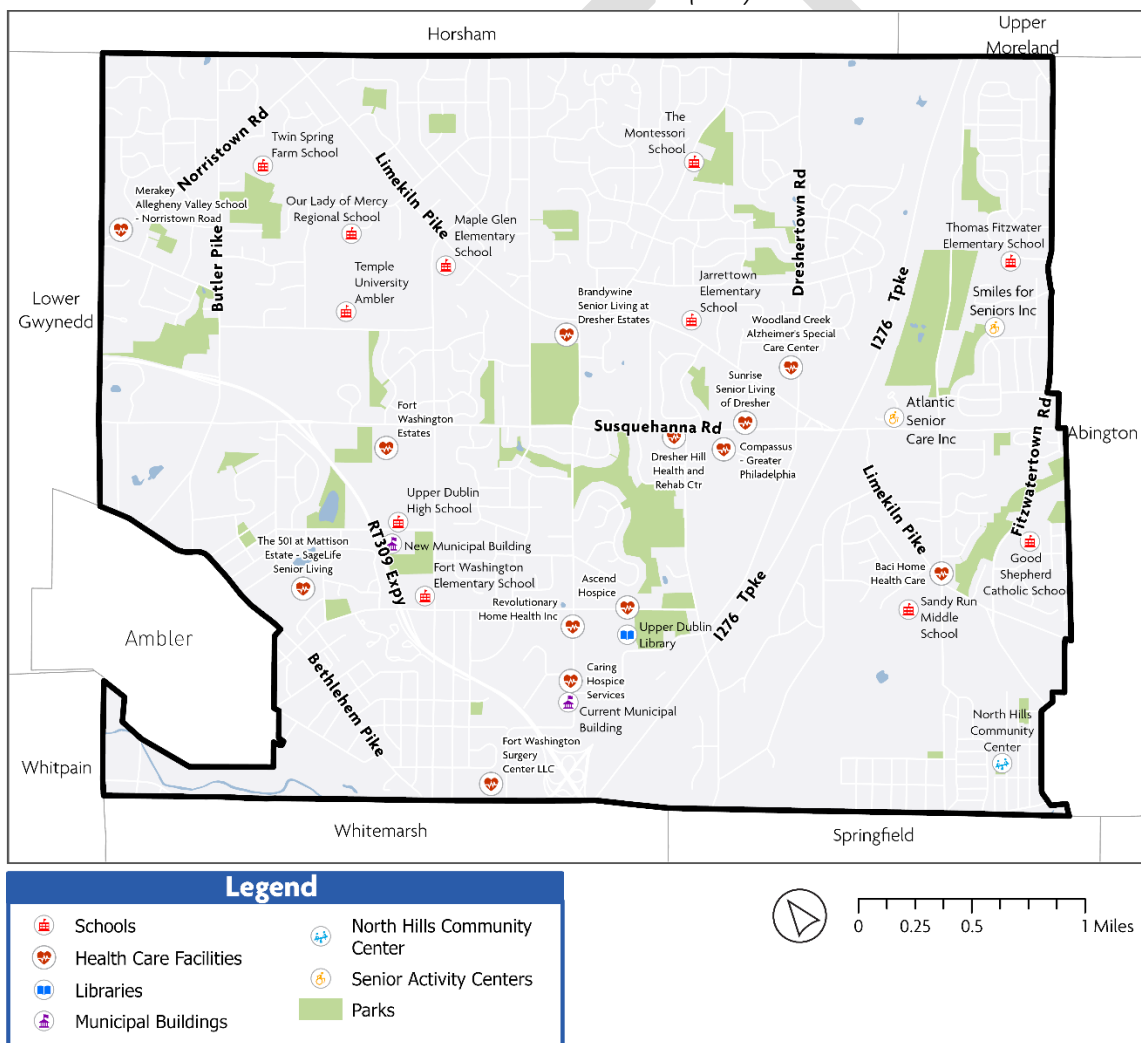 Horsham
Upper
Moreland
Norristown Rd
Twin Spring
Farm School
Limekiln Pike
The
Montessori
School
Merakey
Allegheny Valley School
- Norristown Road
Our Lady of Mercy
Regional School
Maple Glen
Elementary
School
Butler Pike
Dreshertown Rd
Thomas Fitzwater
Elementary School
Temple
University
Ambler
Lower
Gwynedd
Brandywine
Senior Living at
Dresher Estates
Jarrettown
Elementary
School
I276 Tpke
Smiles for
Seniors Inc
Woodland Creek
Alzheimer's Special
Care Center
Sunrise
Senior Living
of Dresher
Fort
Washington
Estates
Susquehanna Rd
Atlantic
Senior
Care Inc
Fitzwatertown Rd
Abington
Dresher Hill
Health and
Rehab Ctr
Compassus
- Greater
Philadelphia
Limekiln Pike
Upper Dublin
High School
RT309 Expy
New Municipal Building
The 501 at Mattison
Estate - SageLife
Senior Living
Fort Washington
Elementary School
Good
Shepherd
Catholic School
Baci Home
Health Care
Ascend
Hospice
Revolutionary
Home Health Inc
I276 Tpke
Sandy Run
Middle
School
Upper Dublin
Library
Ambler
Bethlehem Pike
Caring
Hospice
Services
Current Municipal
Building
North Hills
Community
Center
Fort Washington
Surgery
Center LLC
Whitpain
Whitemarsh
Springfield
Legend
Schools
Health Care Facilities
Libraries
Municipal Buildings
North Hills Community
Center
Senior Activity Centers
Parks
0 0.25 0.5 1 Miles